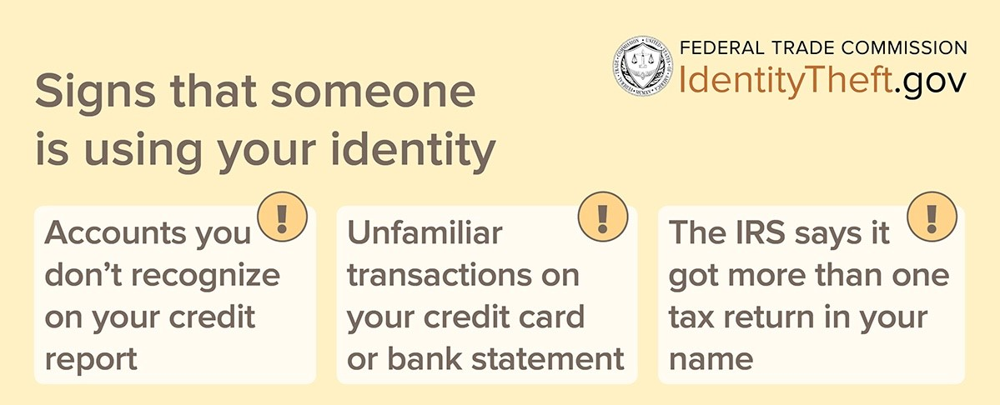 FEDERAL TRADE COMMISSION
IdentityTheft.gov
Signs that someone
is using your identity
!
Accounts you
don’t recognize
on your credit
report
!
Unfamiliar
transactions on
your credit card
or bank statement
!
The IRS says it
got more than one
tax return in your
name